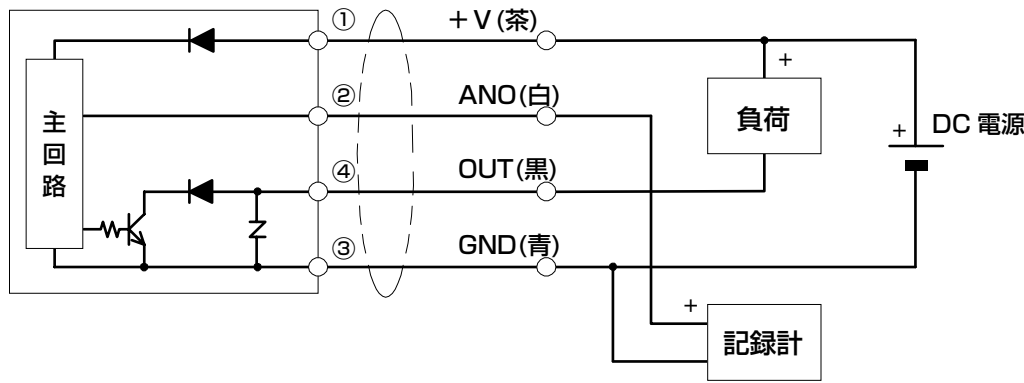 ① +V(茶)
② ANO(白)
主回路
負荷
+
+
DC 電源
④ OUT(黒)
③ GND(青)
+
記録計